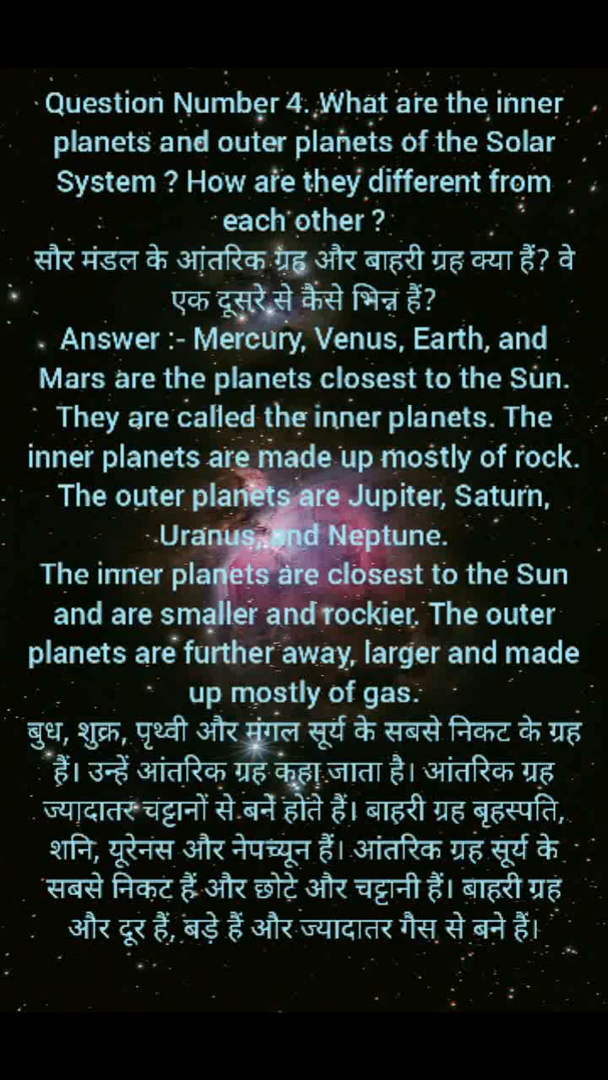 Question Number 4. What are the inner
planets and outer planets of the Solar
System ? How are they different from
each other ?
सौर मंडल के आंतरिक ग्रह और बाहरी ग्रह क्या हैं? वे
एक दूसरे से कैसे भिन्न हैं?
Answer :- Mercury, Venus, Earth, and
Mars are the planets closest to the Sun.
They are called the inner planets. The
inner planets are made up mostly of rock.
The outer planets are Jupiter, Saturn,
Uranus, and Neptune.
The inner planets are closest to the Sun
and are smaller and rockier. The outer
planets are further away, larger and made
up mostly of gas.
बुध, शुक्र, पृथ्वी और मंगल सूर्य के सबसे निकट के ग्रह
हैं। उन्हें आंतरिक ग्रह कहा जाता है। आंतरिक ग्रह
ज्यादातर चट्टानों से बने होते हैं। बाहरी ग्रह बृहस्पति,
शनि, यूरेनस और नेपच्यून हैं। आंतरिक ग्रह सूर्य के
सबसे निकट हैं और छोटे और चट्टानी हैं। बाहरी ग्रह
और दूर हैं, बड़े हैं और ज्यादातर गैस से बने हैं।